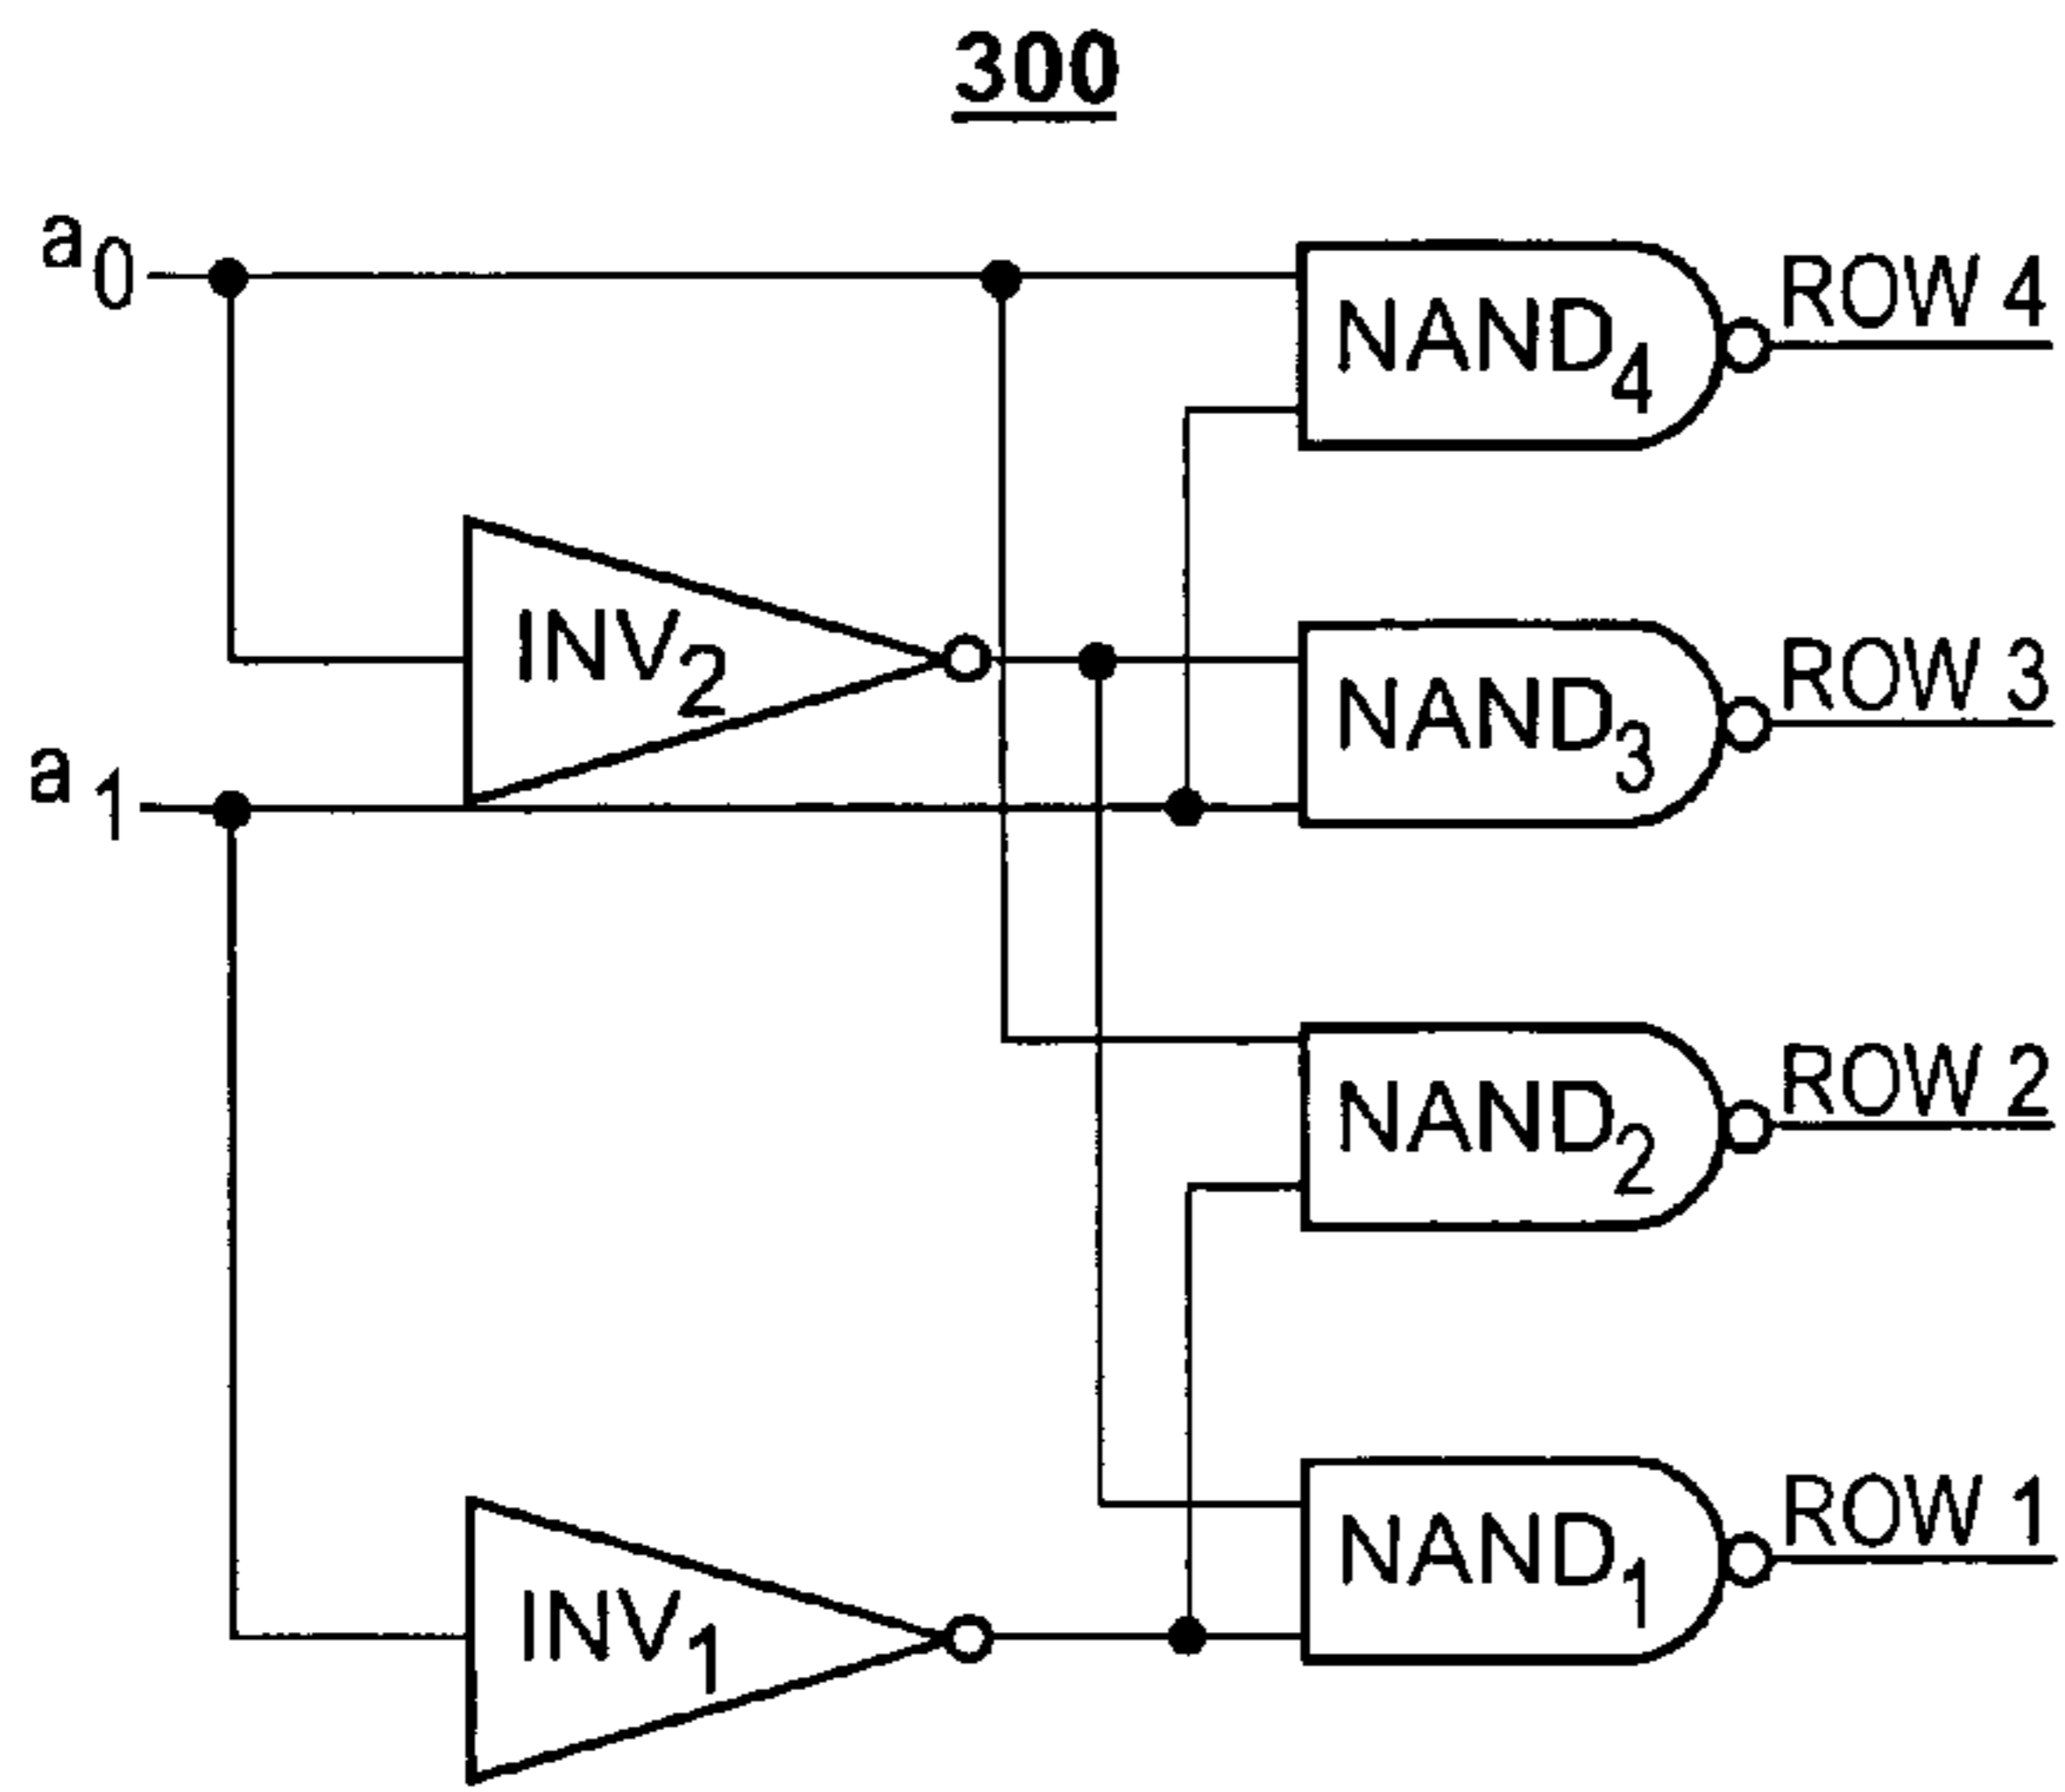 300
a0
NAND4
ROW 4
INV2
NAND3
ROW 3
a1
NAND2
ROW 2
INV1
NAND1
ROW 1